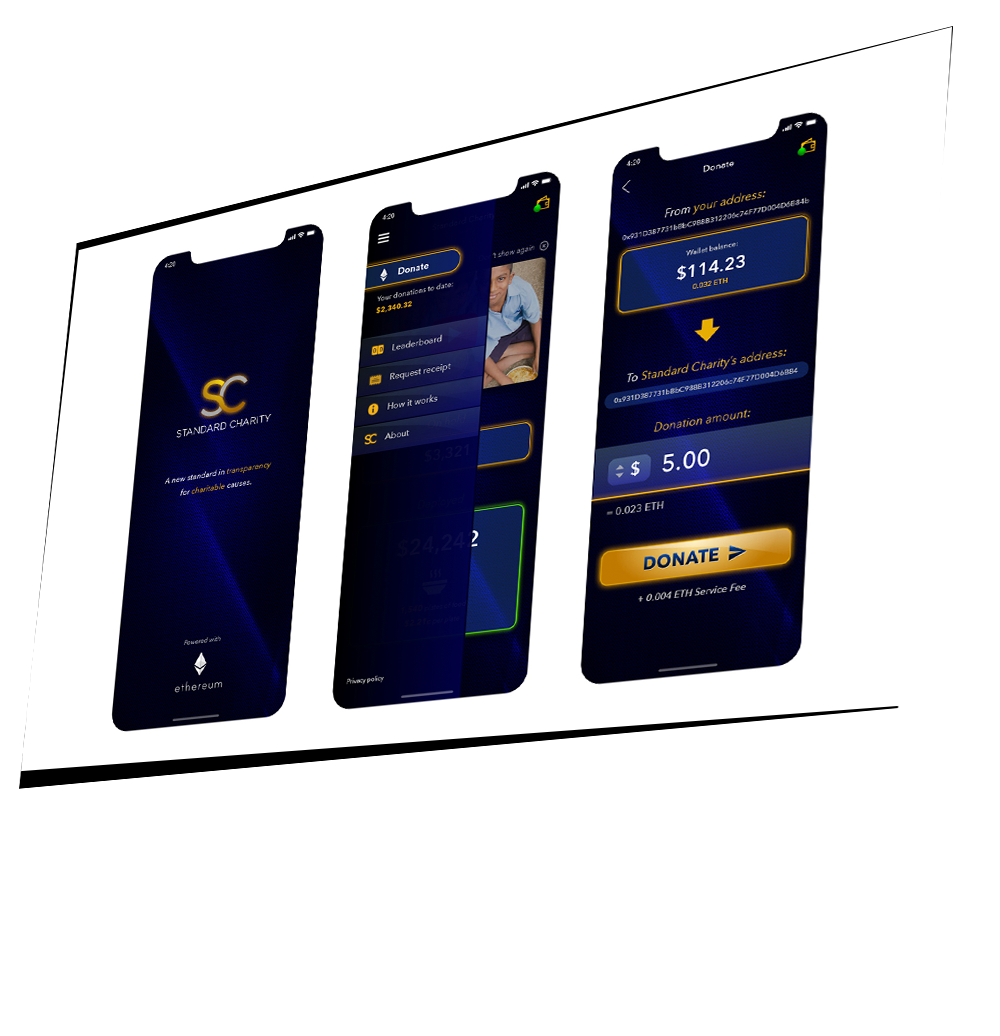 4:20
SC
STANDARD CHARITY
A new standard in transparency
for charitable causes.
Powered with
ethereum
4:20
Donate
Your donations to date:
$2,340.32
Leaderboard
Request receipt
How it works
SC About
Privacy policy
t show again
$3,321
$24,242
4:20
Donate
From your address:
Wallet balance:
$114.23
0.032 ETH
To Standard Charity's address:
Donation amount:
$ 5.00
= 0.023 ETH
DONATE
+ 0.004 ETH Service Fee